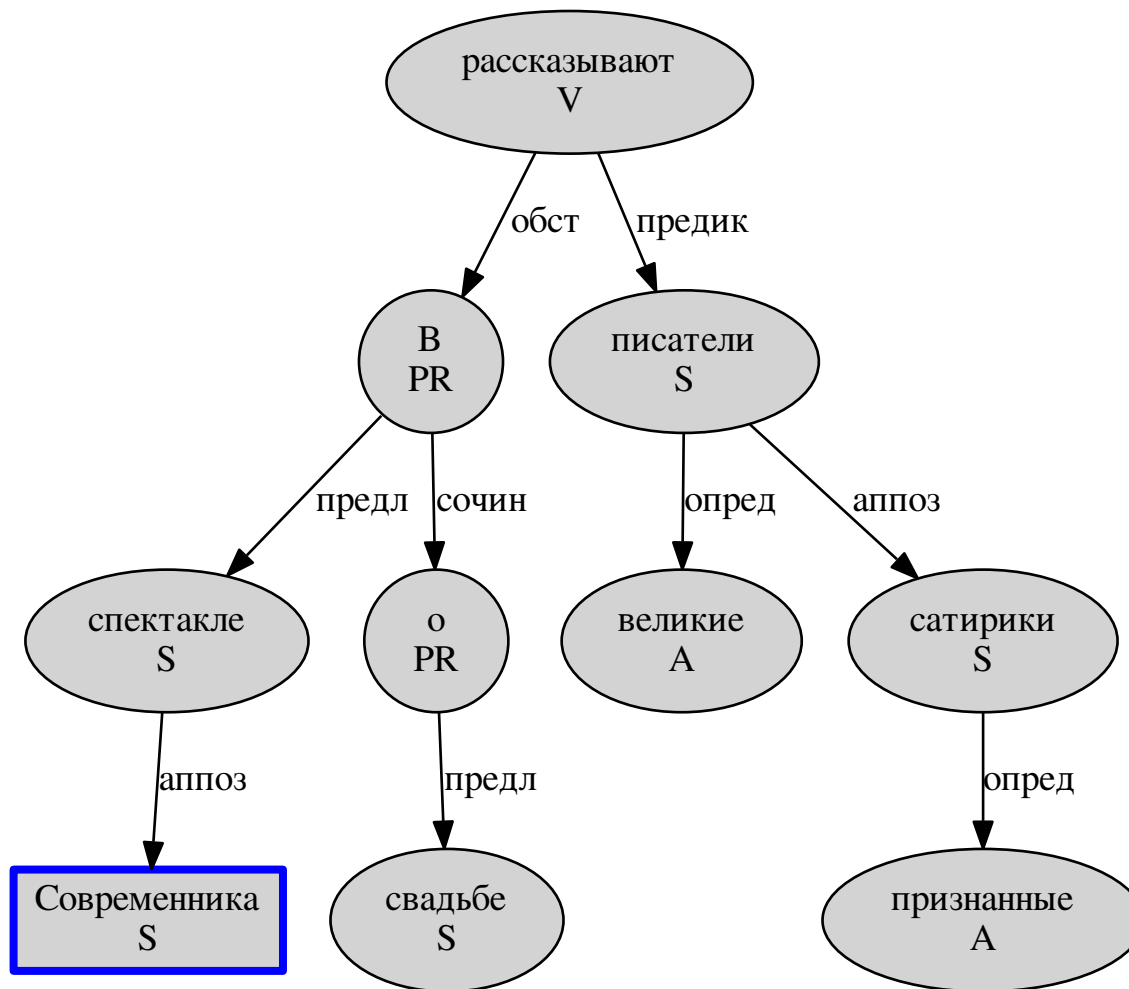 рассказывают
V
обст
предик
В
PR
писатели
S
предл
сочин
опред
аппоз
спектакле
S
о
PR
великие
A
сатирики
S
аппоз
предл
опред
Современника
S
свадьбе
S
признанные
A